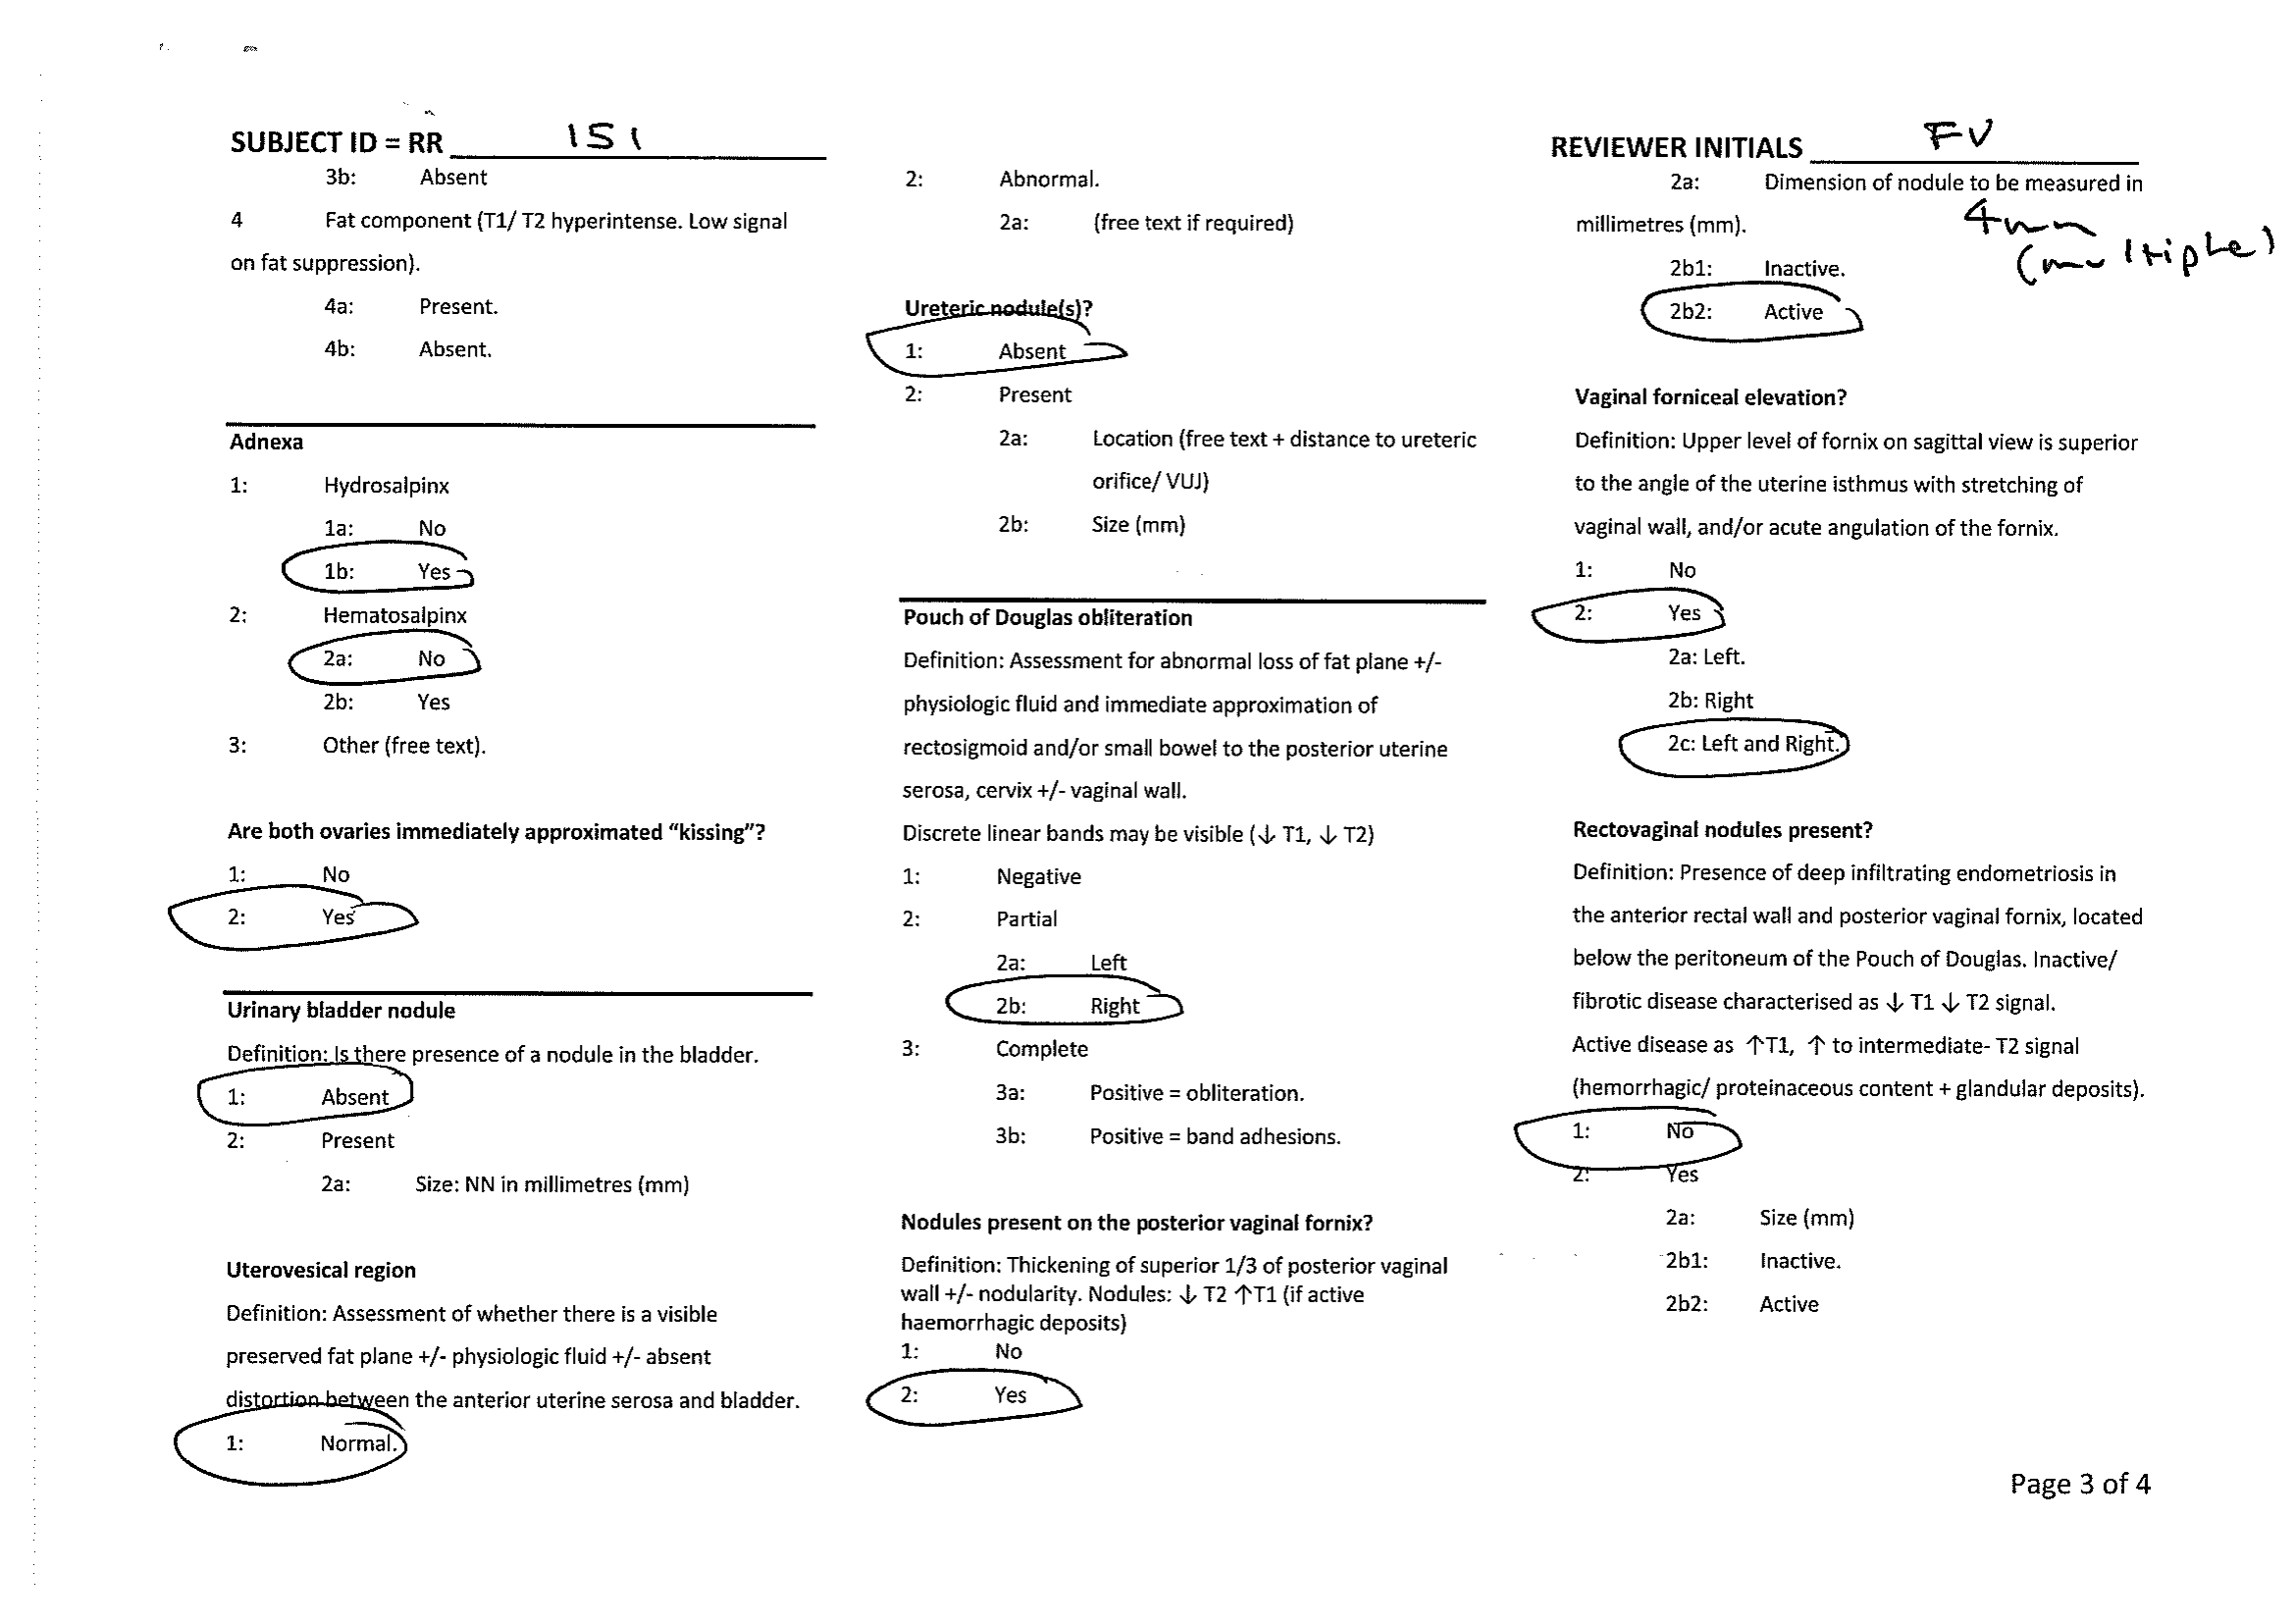 SUBJECT ID = RR 151
3b: Absent
4 Fat component (T1/ T2 hyperintense. Low signal
on fat suppression).
4a: Present.
4b: Absent.
Adnexa
1: Hydrosalpinx
1a: No
1b: Yes
2: Hematosalpinx
2a: No
2b: Yes
3: Other (free text).
Are both ovaries immediately approximated “kissing”?
1: No
2: Yes
Urinary bladder nodule
Definition: Is there presence of a nodule in the bladder.
1: Absent
2: Present
2a: Size: NN in millimetres (mm)
Uterovesical region
Definition: Assessment of whether there is a visible
preserved fat plane +/- physiologic fluid +/- absent
distortion between the anterior uterine serosa and bladder.
1: Normal.
2: Abnormal.
2a: (free text if required)
Ureteric nodule(s)?
1: Absent
2: Present
2a: Location (free text + distance to ureteric
orifice/ VUJ)
2b: Size (mm)
Pouch of Douglas obliteration
Definition: Assessment for abnormal loss of fat plane +/-
physiologic fluid and immediate approximation of
rectosigmoid and/or small bowel to the posterior uterine
serosa, cervix +/- vaginal wall.
Discrete linear bands may be visible (↓ T1, ↓ T2)
1: Negative
2: Partial
2a: Left
2b: Right
3: Complete
3a: Positive = obliteration.
3b: Positive = band adhesions.
Nodules present on the posterior vaginal fornix?
Definition: Thickening of superior 1/3 of posterior vaginal
wall +/- nodularity. Nodules: ↓ T2 ↑T1 (if active
haemorrhagic deposits)
1: No
2: Yes
REVIEWER INITIALS FV
2a: Dimension of nodule to be measured in
millimetres (mm).
4mm
(multiple)
2b1: Inactive.
2b2: Active
Vaginal forniceal elevation?
Definition: Upper level of fornix on sagittal view is superior
to the angle of the uterine isthmus with stretching of
vaginal wall, and/or acute angulation of the fornix.
1: No
2: Yes
2a: Left.
2b: Right
2c: Left and Right.
Rectovaginal nodules present?
Definition: Presence of deep infiltrating endometriosis in
the anterior rectal wall and posterior vaginal fornix, located
below the peritoneum of the Pouch of Douglas. Inactive/
fibrotic disease characterised as ↓ T1 ↓ T2 signal.
Active disease as ↑T1, ↑ to intermediate- T2 signal
(hemorrhagic/ proteinaceous content + glandular deposits).
1: No
2: Yes
2a: Size (mm)
2b1: Inactive.
2b2: Active
Page 3 of 4